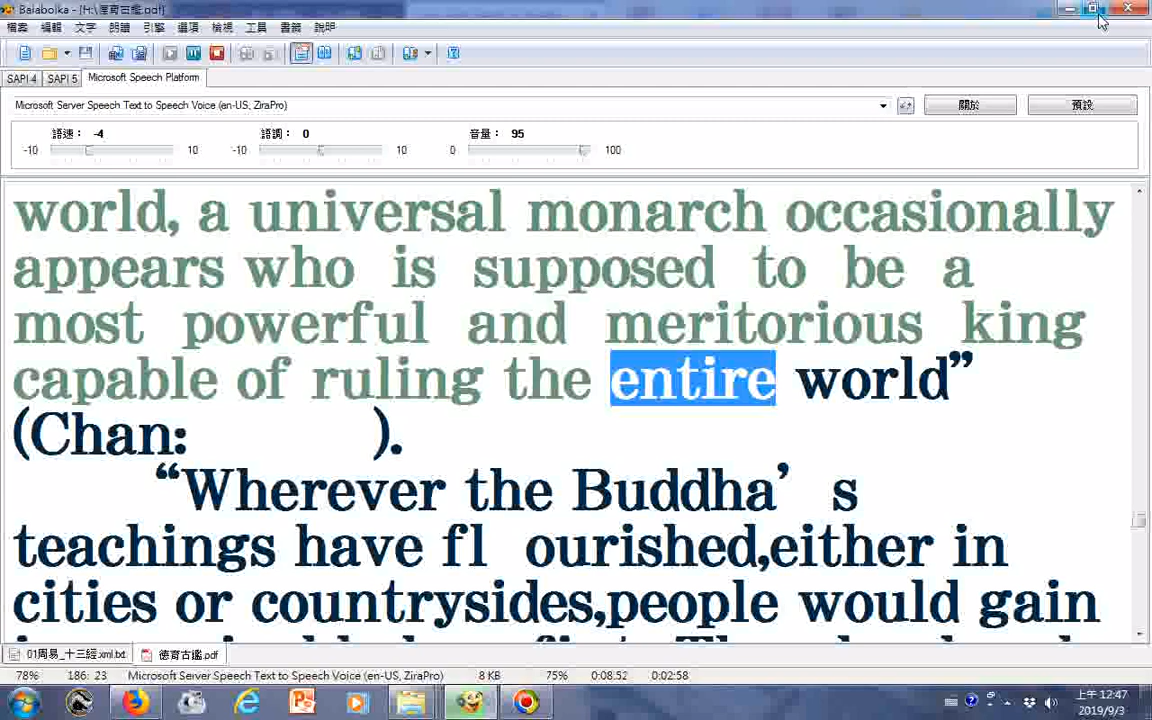 Balabolka - [H:\德育古鑑.pdf]
檔案 編輯 文字 朗讀 引擎 選項 檢視 工具 書籤 說明
SAPI 4 SAPI 5 Microsoft Speech Platform
Microsoft Server Speech Text to Speech Voice (en-US, ZiraPro) 關於 預設
語速： -4 語調： 0 音量： 95
-10 10 -10 10 0 100
world, a universal monarch occasionally
appears who is supposed to be a
most powerful and meritorious king
capable of ruling the entire world”
(Chan: ).
“Wherever the Buddha’ s
teachings have fl ourished,either in
cities or countrysides,people would gain
01周易_十三經.xml.txt 德育古鑑.pdf
78% 186: 23 Microsoft Server Speech Text to Speech Voice (en-US, ZiraPro) 8 KB 75% 0:08:52 0:02:58
上午 12:47
2019/9/3